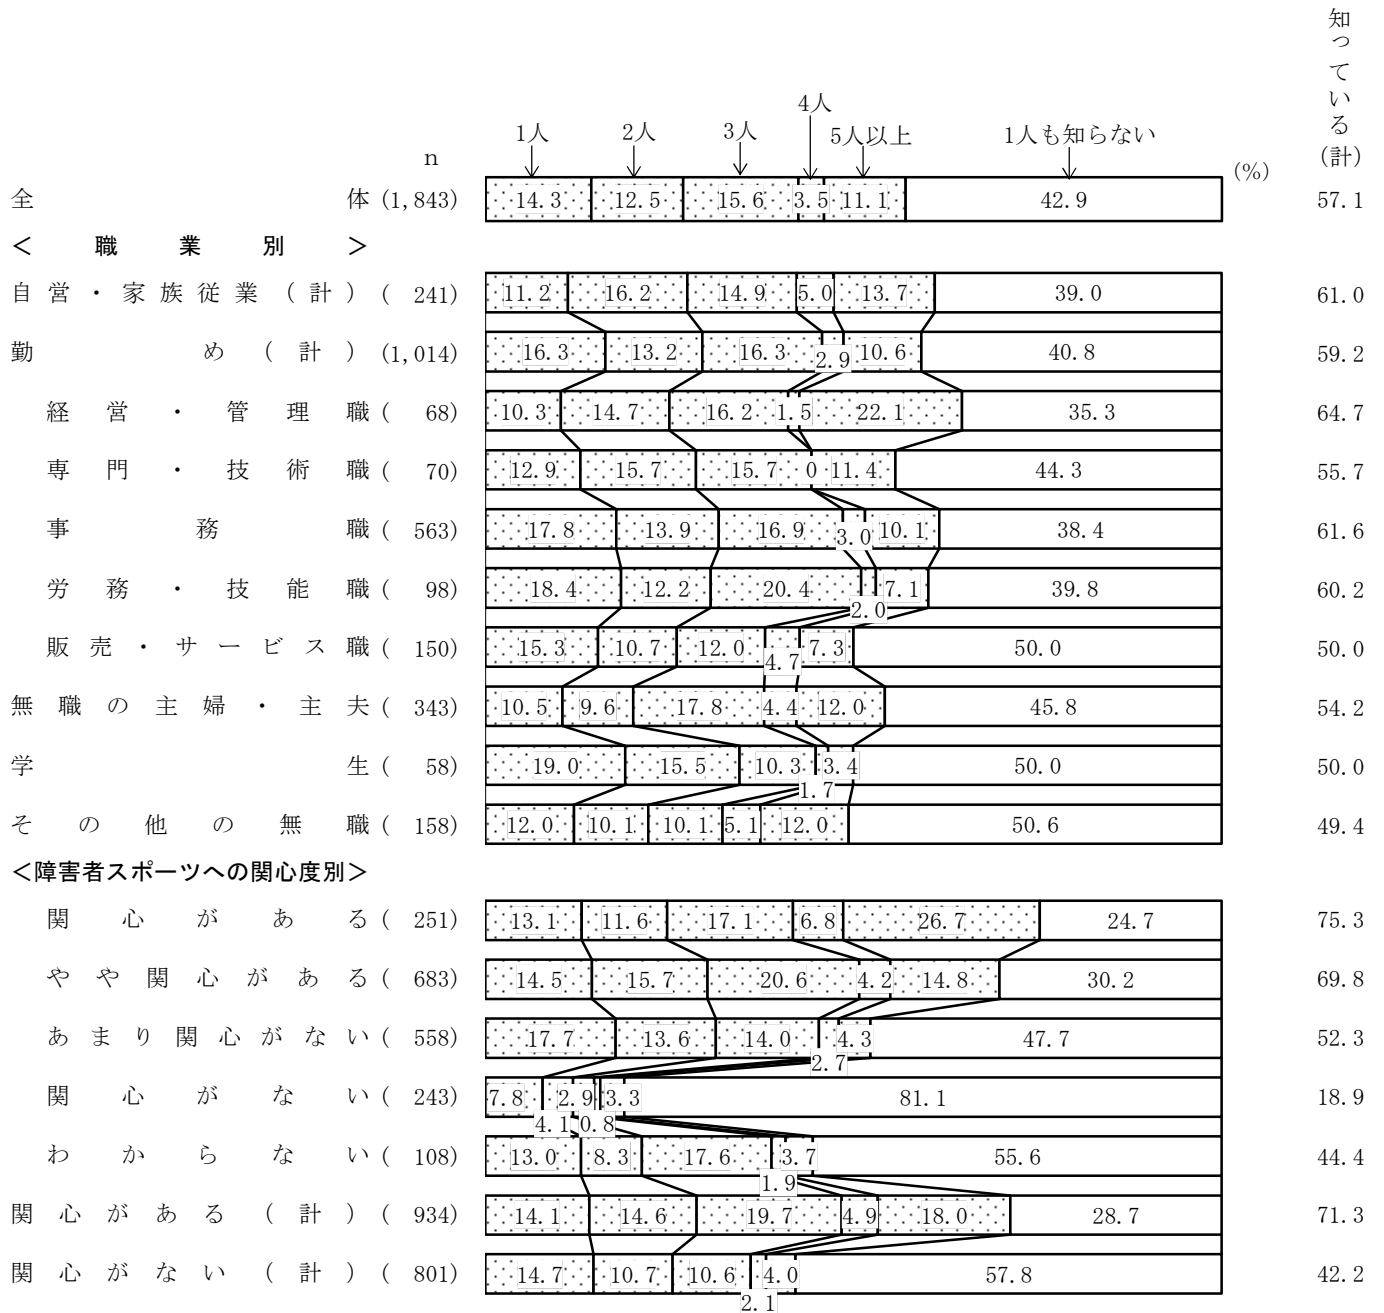 知っている(計)
4人
1人 2人 3人 5人以上 1人も知らない
n (%)
全体 (1,843) 14.3 12.5 15.6 3.5 11.1 42.9 57.1
＜職業別＞
自営・家族従業(計) ( 241) 11.2 16.2 14.9 5.0 13.7 39.0 61.0
勤め(計) (1,014) 16.3 13.2 16.3 2.9 10.6 40.8 59.2
経営・管理職 ( 68) 10.3 14.7 16.2 1.5 22.1 35.3 64.7
専門・技術職 ( 70) 12.9 15.7 15.7 0 11.4 44.3 55.7
事務職 ( 563) 17.8 13.9 16.9 3.0 10.1 38.4 61.6
労務・技能職 ( 98) 18.4 12.2 20.4 2.0 7.1 39.8 60.2
販売・サービス職 ( 150) 15.3 10.7 12.0 4.7 7.3 50.0 50.0
無職の主婦・主夫 ( 343) 10.5 9.6 17.8 4.4 12.0 45.8 54.2
学生 ( 58) 19.0 15.5 10.3 1.7 3.4 50.0 50.0
その他の無職 ( 158) 12.0 10.1 10.1 5.1 12.0 50.6 49.4
＜障害者スポーツへの関心度別＞
関心がある ( 251) 13.1 11.6 17.1 6.8 26.7 24.7 75.3
やや関心がある ( 683) 14.5 15.7 20.6 4.2 14.8 30.2 69.8
あまり関心がない ( 558) 17.7 13.6 14.0 2.7 4.3 47.7 52.3
関心がない ( 243) 7.8 4.1 2.9 0.8 3.3 81.1 18.9
わからない ( 108) 13.0 8.3 17.6 1.9 3.7 55.6 44.4
関心がある(計) ( 934) 14.1 14.6 19.7 4.9 18.0 28.7 71.3
関心がない(計) ( 801) 14.7 10.7 10.6 2.1 4.0 57.8 42.2